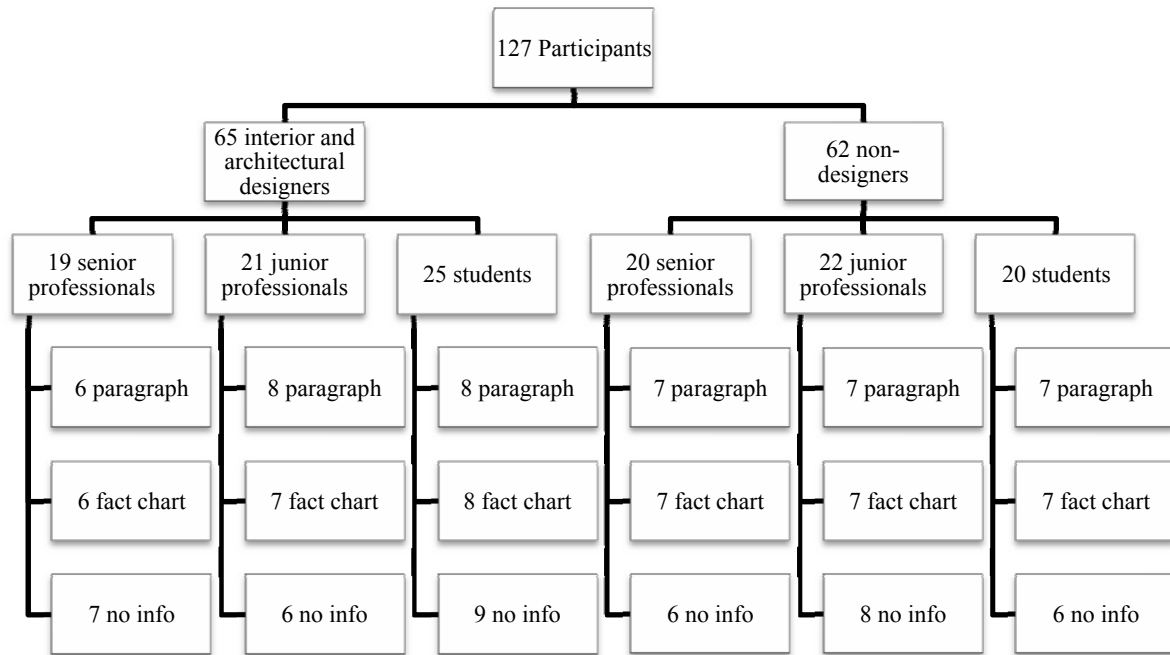 127 Participants
65 interior and
architectural
designers
62 non-
designers
19 senior
professionals
21 junior
professionals
25 students
20 senior
professionals
22 junior
professionals
20 students
6 paragraph
8 paragraph
8 paragraph
7 paragraph
7 paragraph
7 paragraph
6 fact chart
7 fact chart
8 fact chart
7 fact chart
7 fact chart
7 fact chart
7 no info
6 no info
9 no info
6 no info
8 no info
6 no info